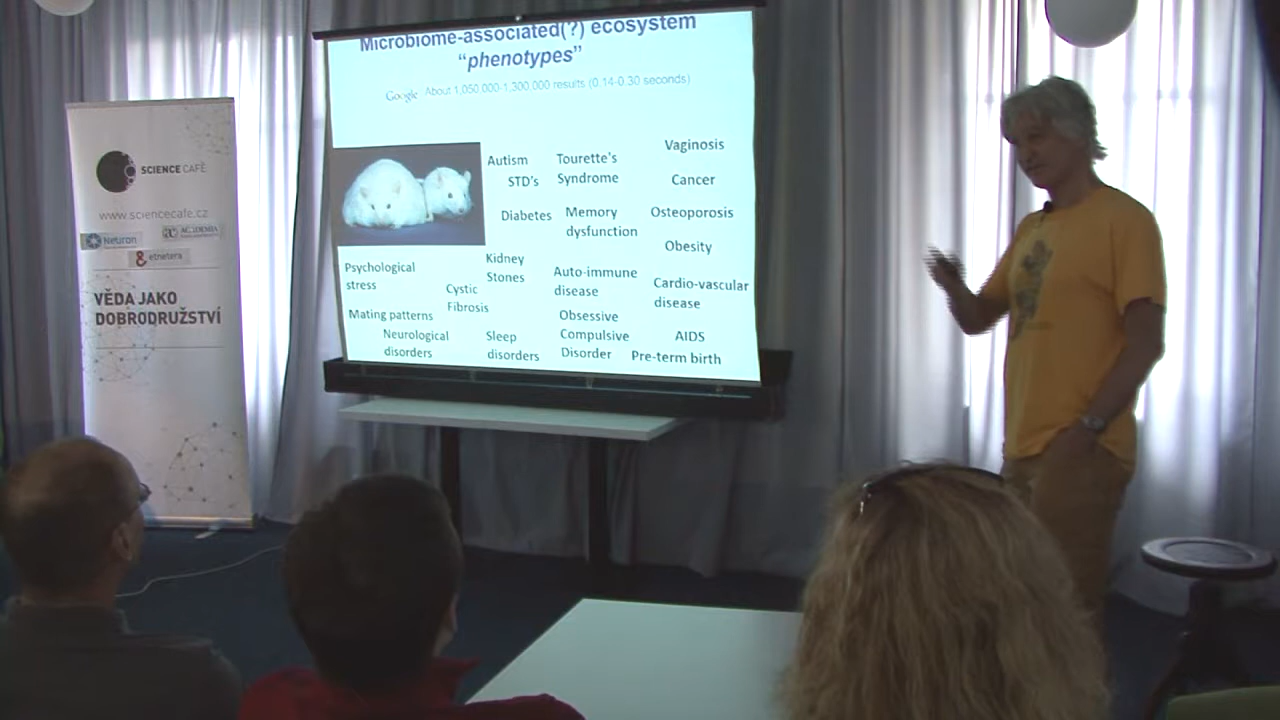 SCIENCE CAFÉ
www.sciencecafe.cz
Neuron
ACADEMIA
etnetera
VĚDA JAKO
DOBRODRUŽSTVÍ
Microbiome-associated(?) ecosystem
“phenotypes”
Google About 1,050,000-1,300,000 results (0.14-0.30 seconds)
Autism
STD's
Diabetes
Tourette's
Syndrome
Memory
dysfunction
Vaginosis
Cancer
Osteoporosis
Obesity
Psychological
stress
Kidney
Stones
Cystic
Fibrosis
Auto-immune
disease
Cardio-vascular
disease
Mating patterns
Neurological
disorders
Sleep
disorders
Obsessive
Compulsive
Disorder
AIDS
Pre-term birth